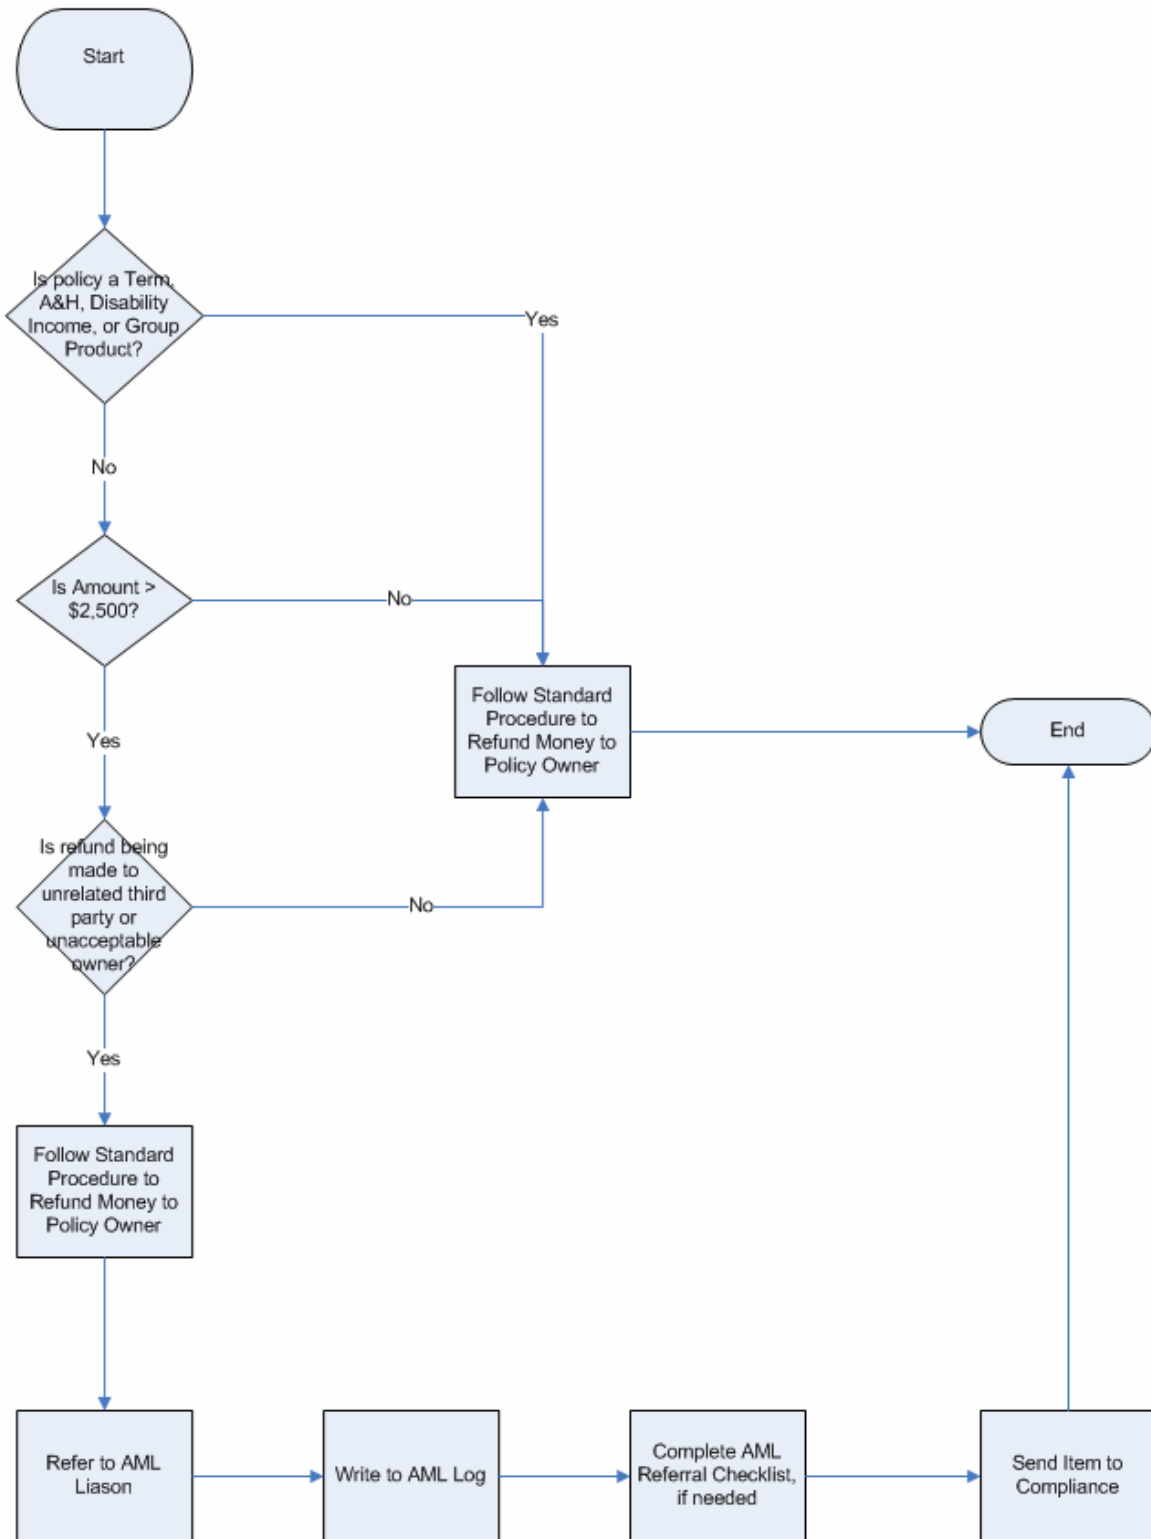 Start
Is policy a Term,
A&H, Disability
Income, or Group
Product?
Yes
No
Is Amount >
$2,500?
No
Follow Standard
Procedure to
Refund Money to
Policy Owner
End
Yes
Is refund being
made to
unrelated third
party or
unacceptable
owner?
No
Yes
Follow Standard
Procedure to
Refund Money to
Policy Owner
Refer to AML
Liason
Write to AML Log
Complete AML
Referral Checklist,
if needed
Send Item to
Compliance